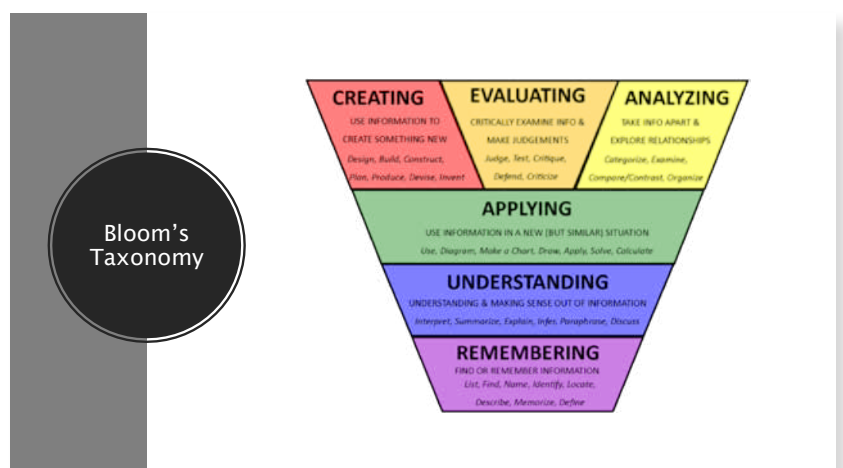 Bloom's
Taxonomy
CREATING
USE INFORMATION TO
CREATE SOMETHING NEW
Design, Build, Construct,
Plan, Produce, Devise, Invent
EVALUATING
CRITICALLY EXAMINE INFO &
MAKE JUDGEMENTS
Judge, Test, Critique,
Defend, Criticize
ANALYZING
TAKE INFO APART &
EXPLORE RELATIONSHIPS
Categorize, Examine,
Compare/Contrast, Organize
APPLYING
USE INFORMATION IN A NEW (BUT SIMILAR) SITUATION
Use, Diagram, Make a Chart, Draw, Apply, Solve, Calculate
UNDERSTANDING
UNDERSTANDING & MAKING SENSE OUT OF INFORMATION
Interpret, Summarize, Explain, Infer, Paraphrase, Discuss
REMEMBERING
FIND OR REMEMBER INFORMATION
List, Find, Name, Identify, Locate,
Describe, Memorize, Define